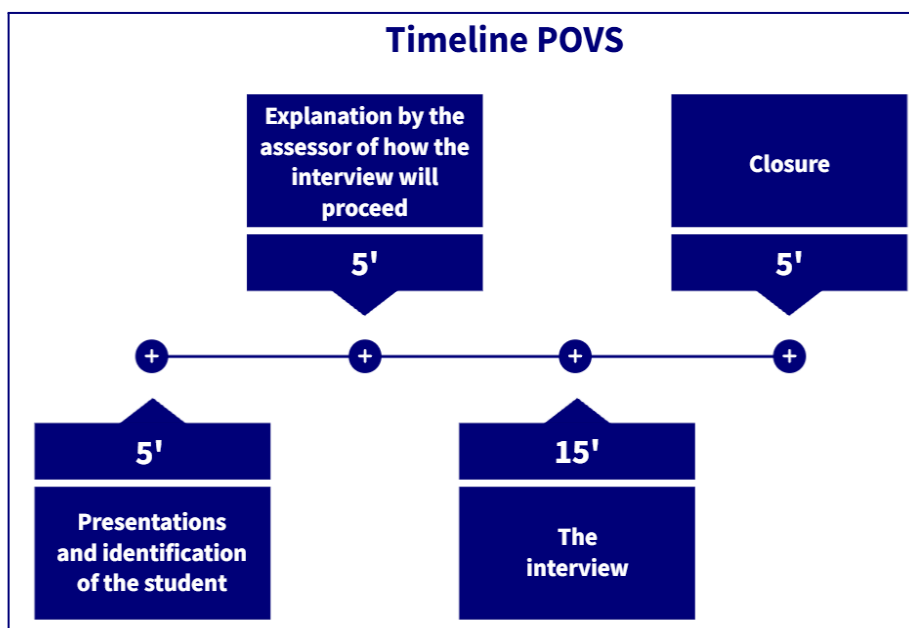 Timeline POVS
Explanation by the
assessor of how the
interview will
proceed
5'
Closure
5'
5'
Presentations
and identification
of the student
15'
The
interview